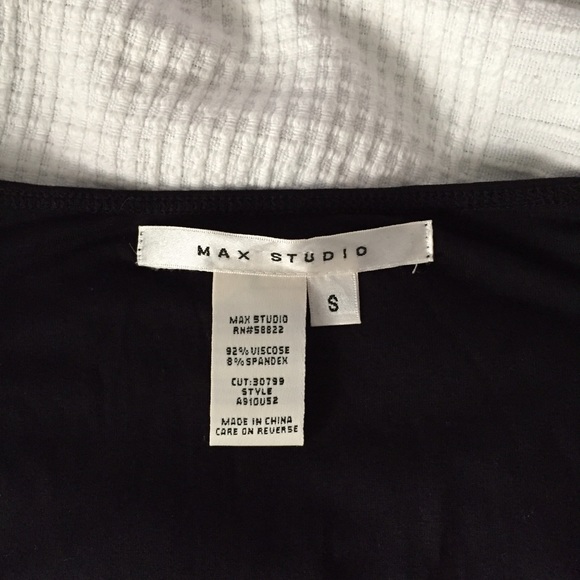 MAX STUDIO
S
MAX STUDIO
RN#58822
92% VISCOSE
8% SPANDEX
CUT:30799
STYLE
A910U52
MADE IN CHINA
CARE ON REVERSE